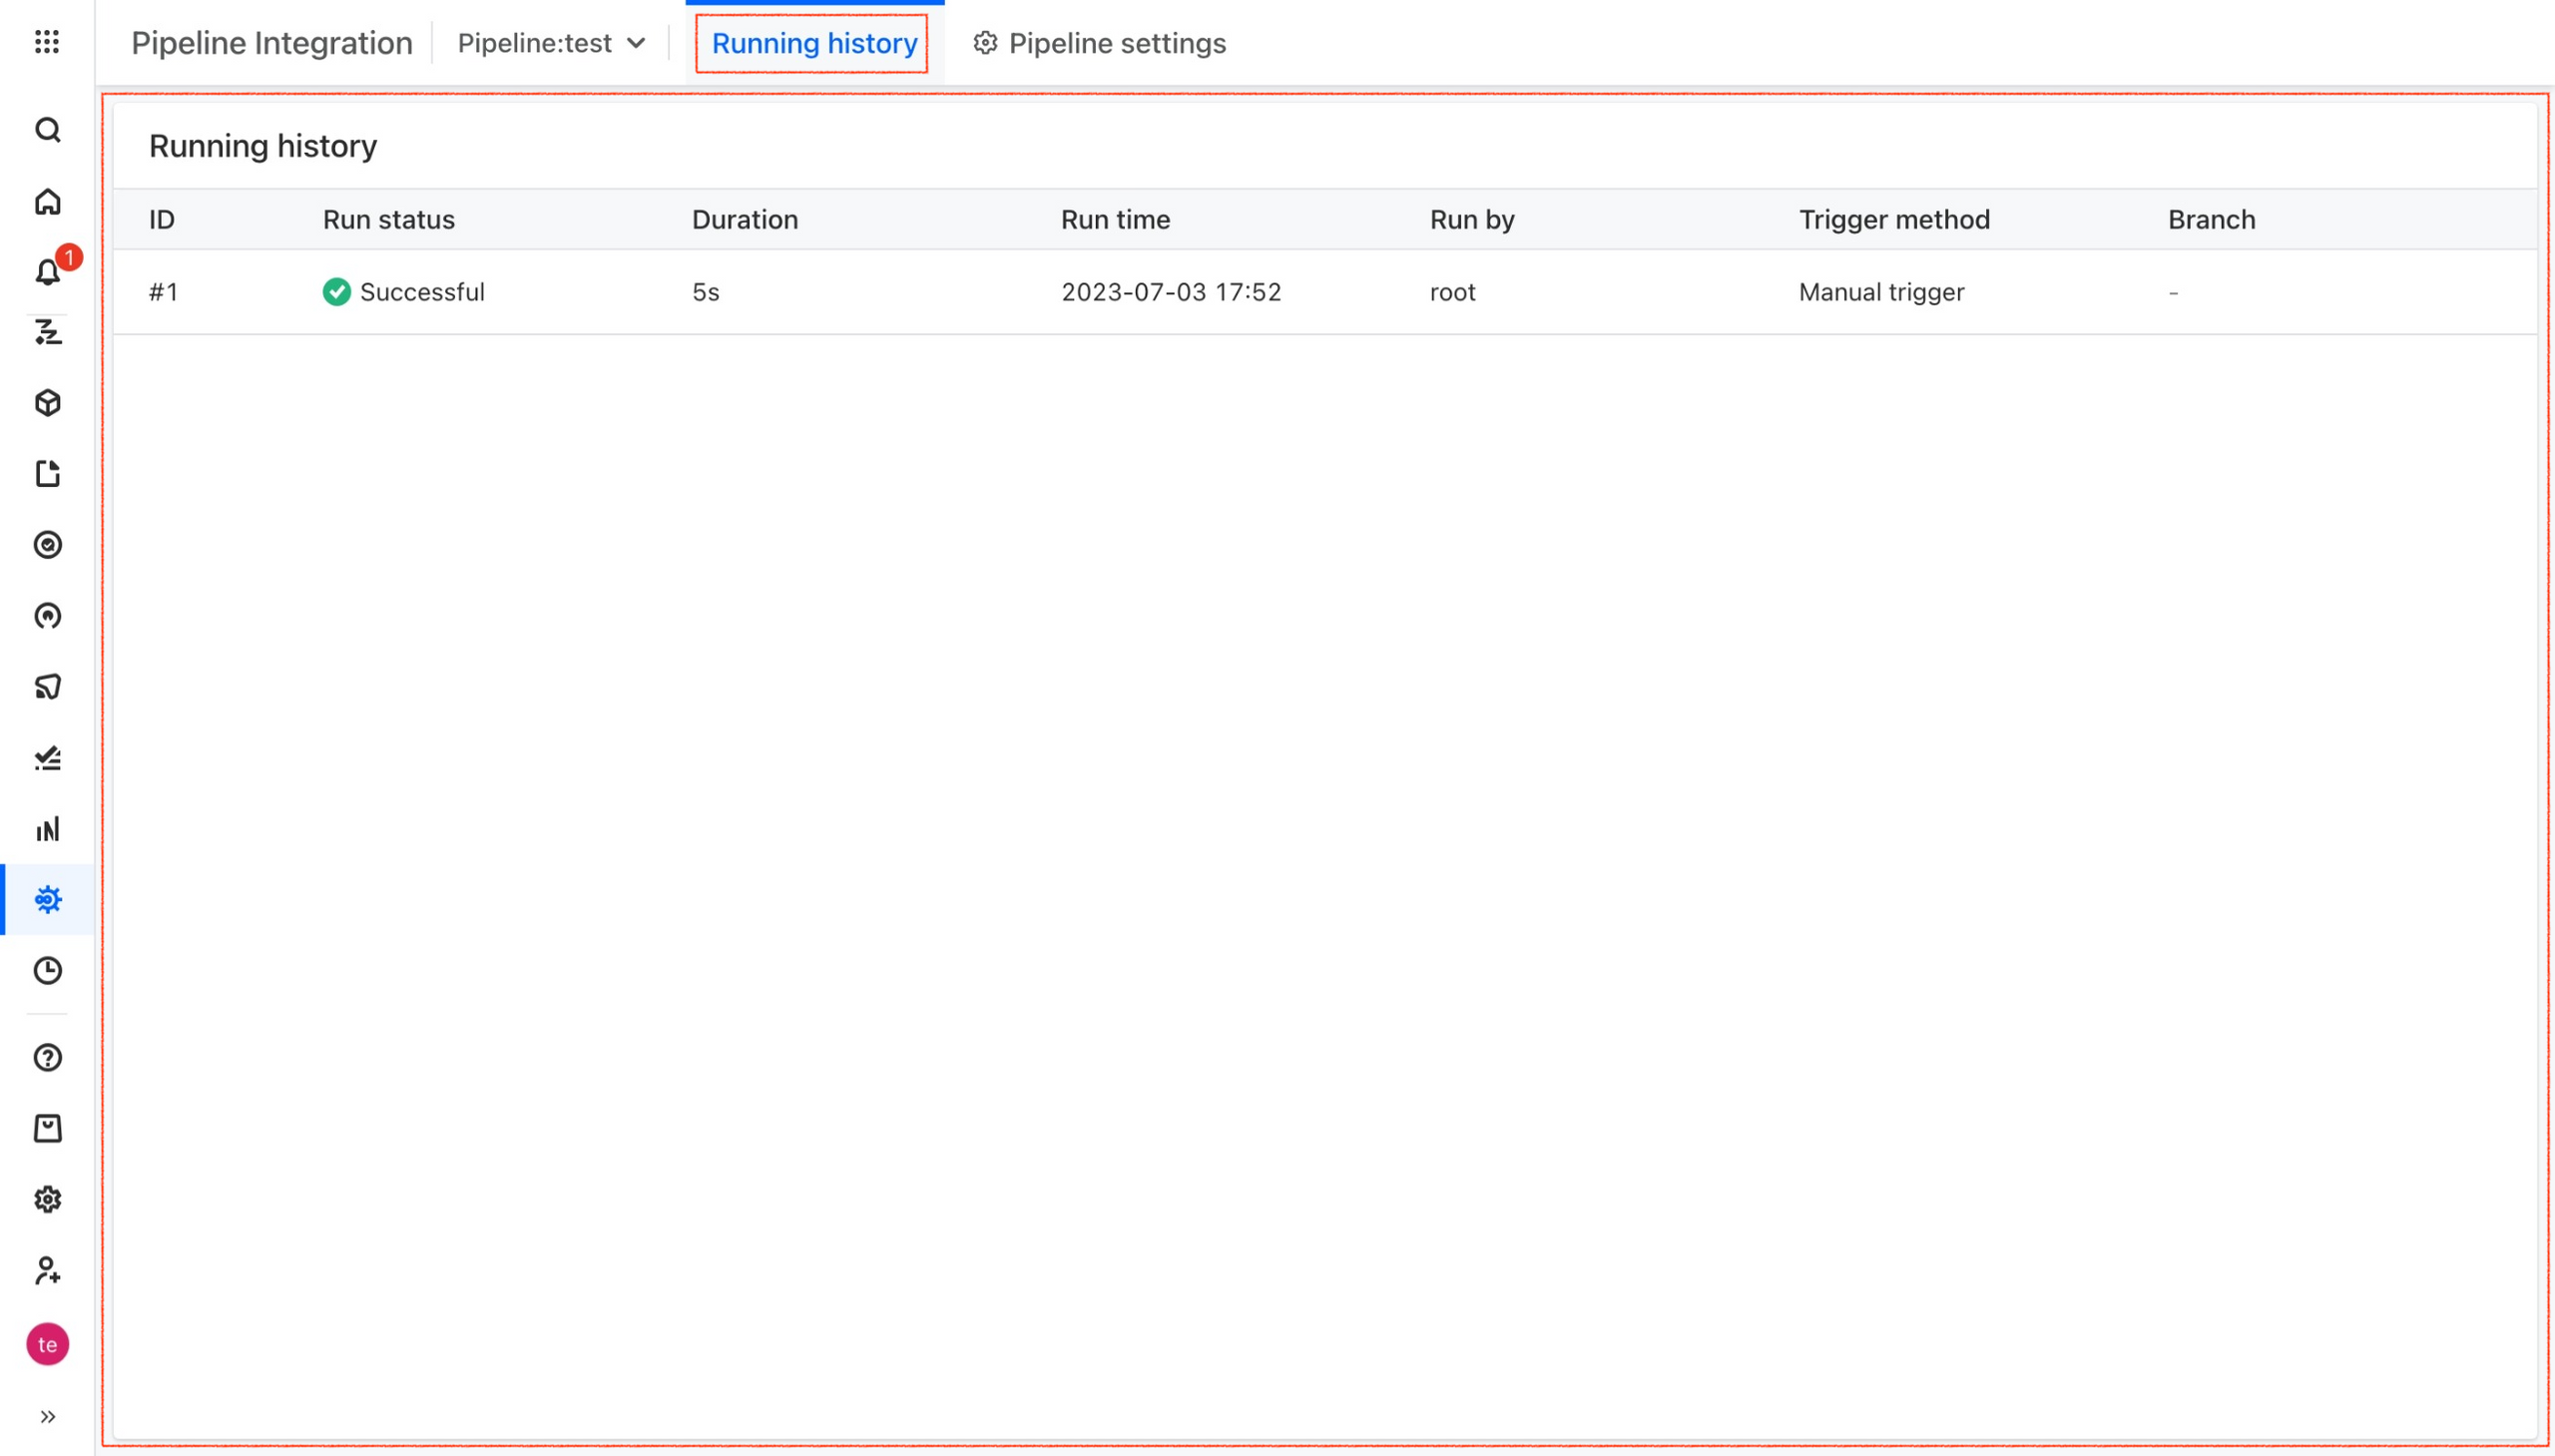 Pipeline Integration Pipeline:test Running history Pipeline settings
Running history
ID Run status Duration Run time Run by Trigger method Branch
#1 Successful 5s 2023-07-03 17:52 root Manual trigger -
1
te